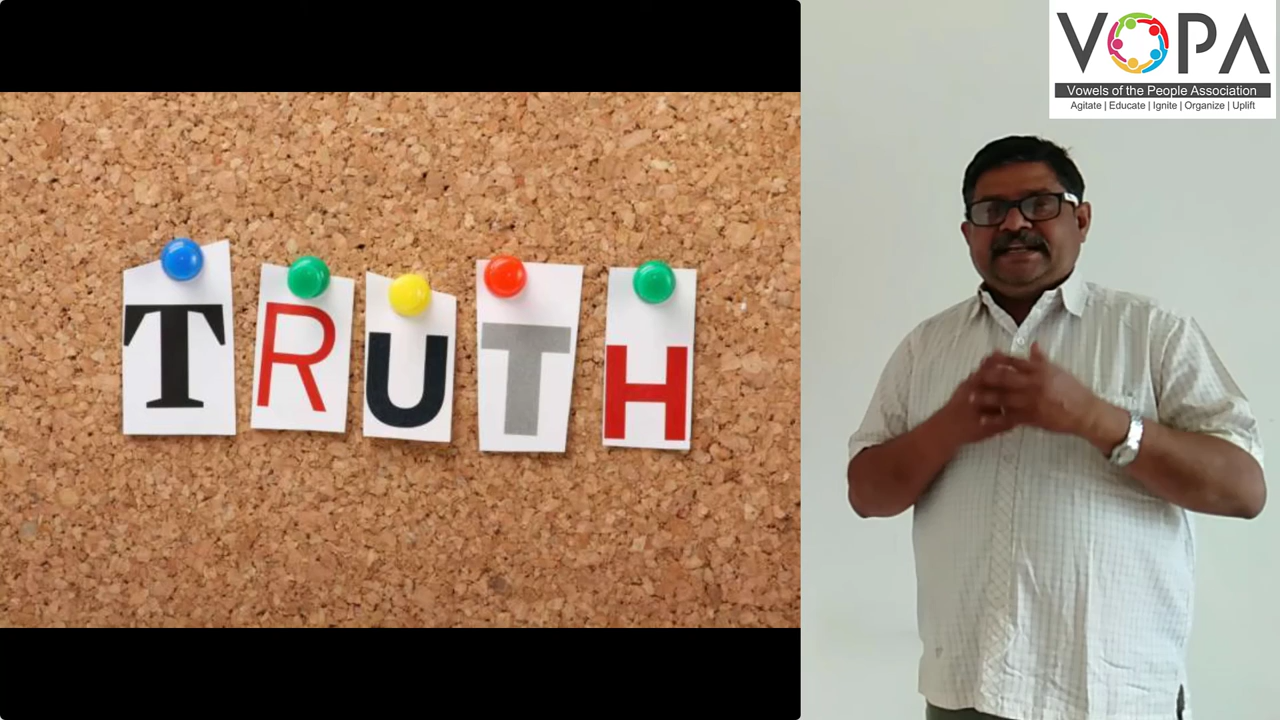 TRUTH
VOPA
Vowels of the People Association
Agitate | Educate | Ignite | Organize | Uplift